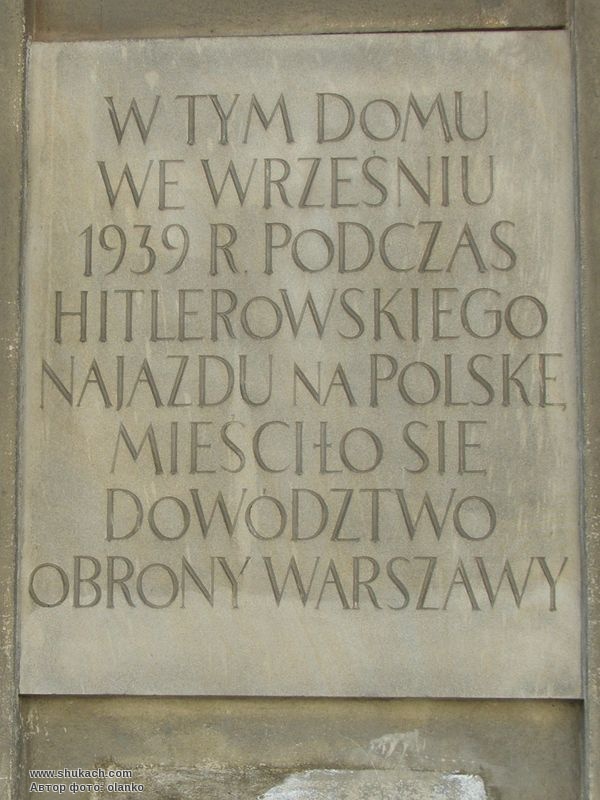 W TYM DOMU
WE WRZEŚNIU
1939 R. PODCZAS
HITLEROWSKIEGO
NAJAZDU NA POLSKĘ
MIEŚCIŁO SIĘ
DOWÓDZTWO
OBRONY WARSZAWY
www.shukach.com
Автор фото: olanko